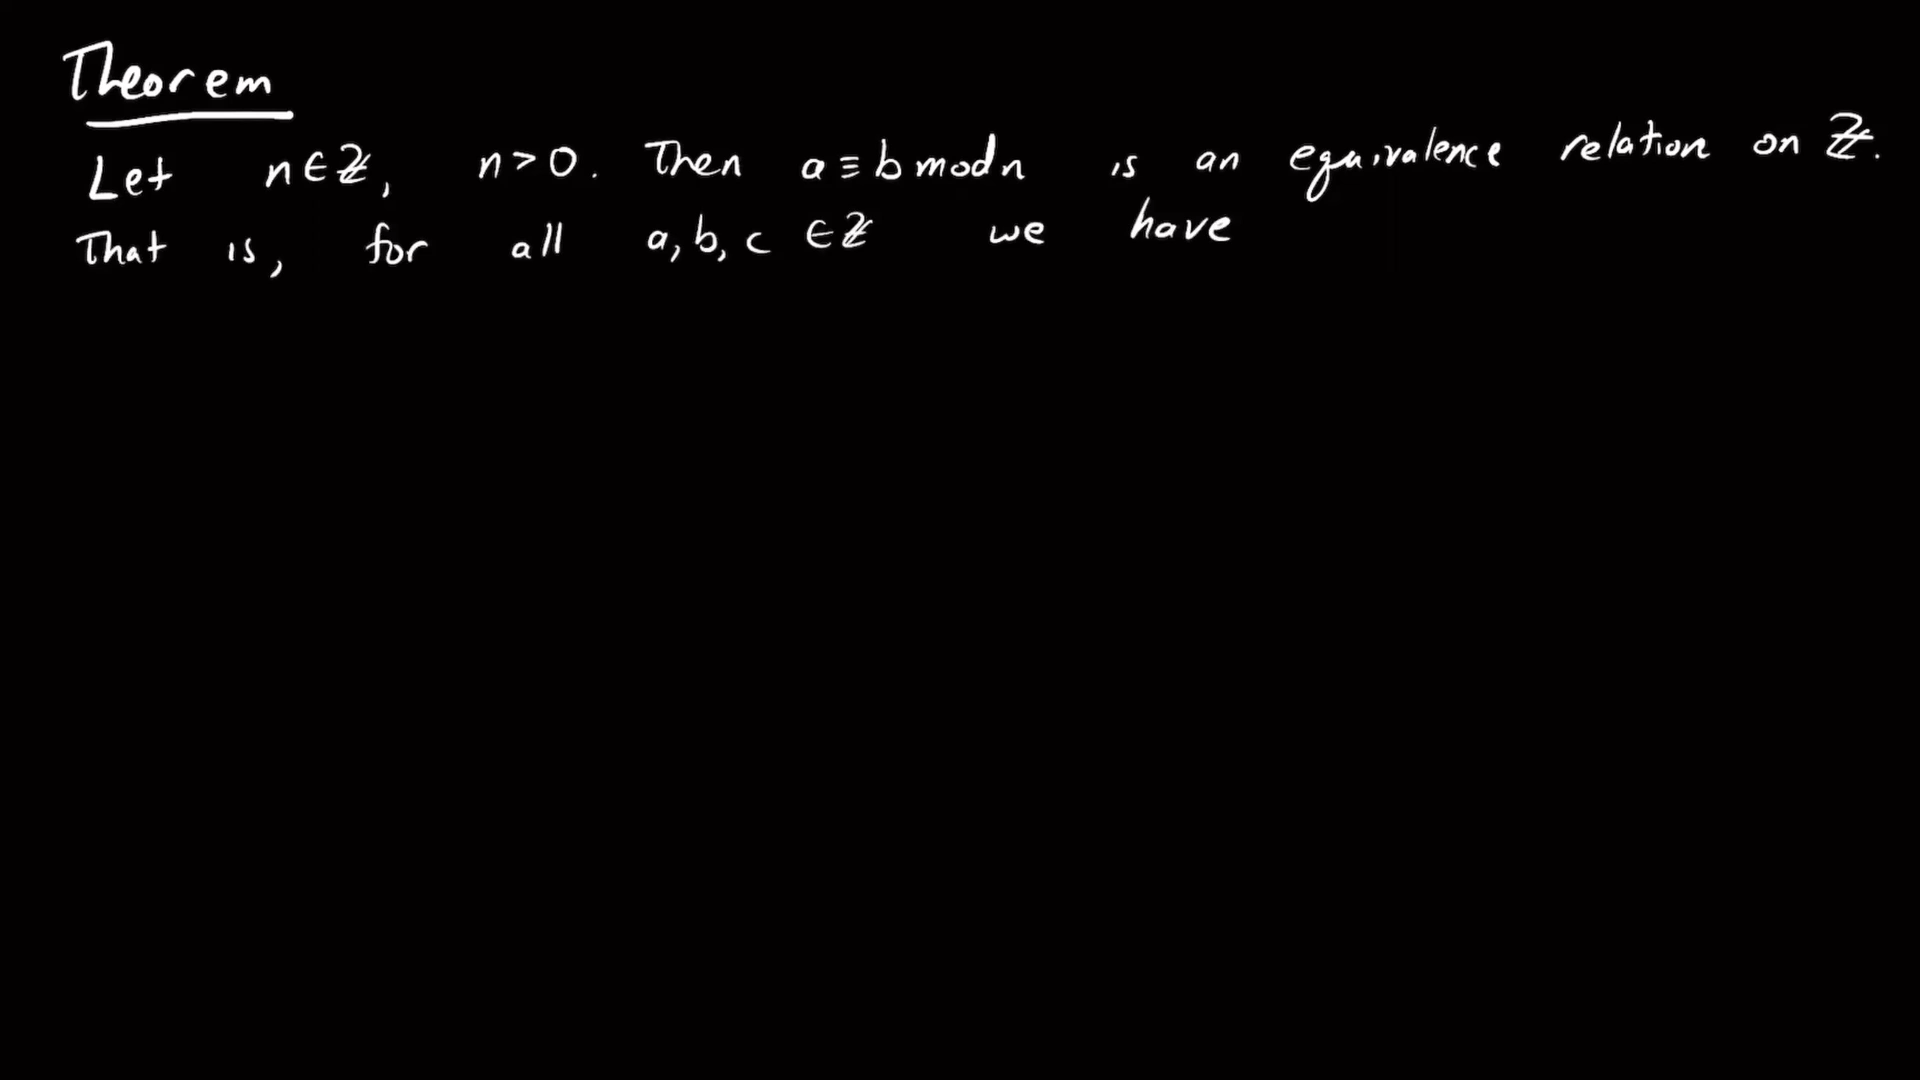 Theorem
Let n∈ℤ, n>0. Then a≡b mod n is an equivalence relation on ℤ.
That is, for all a, b, c ∈ℤ we have